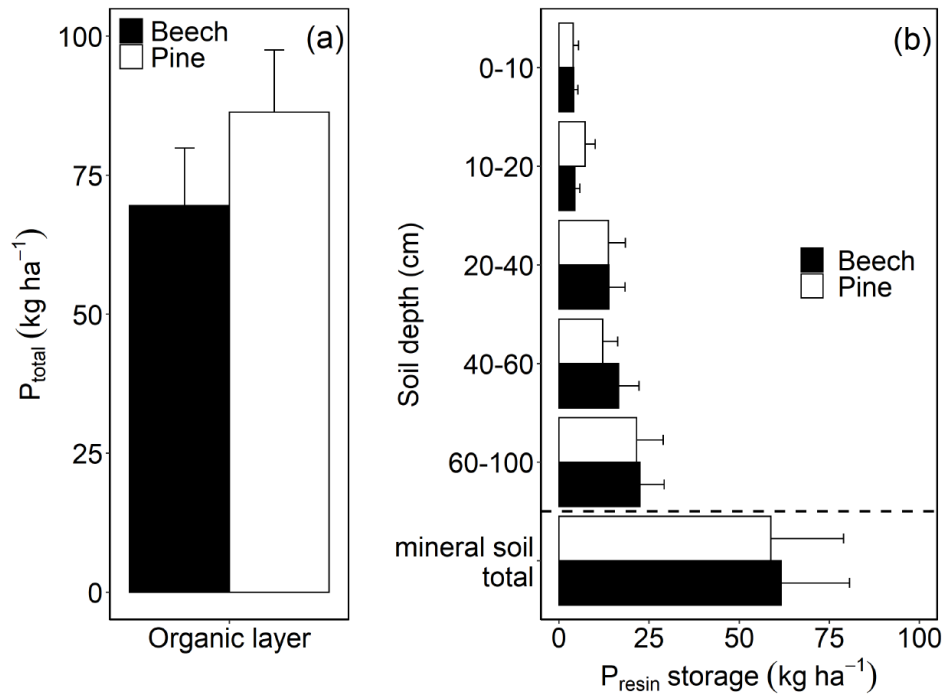 (a)
Beech
Pine
100
75
50
25
0
P_total (kg ha⁻¹)
Organic layer
(b)
0-10
10-20
20-40
40-60
60-100
mineral soil
total
Soil depth (cm)
Beech
Pine
0
25
50
75
100
P_resin storage (kg ha⁻¹)